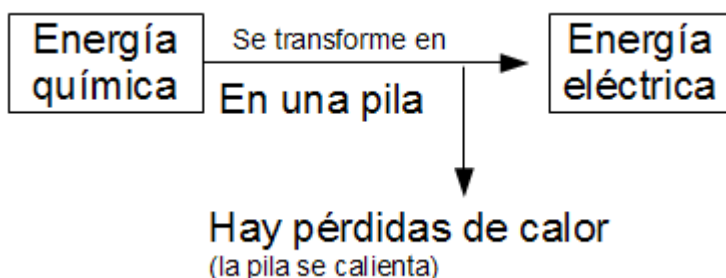 Energía
química
Se transforme en
En una pila
Energía
eléctrica
Hay pérdidas de calor
(la pila se calienta)